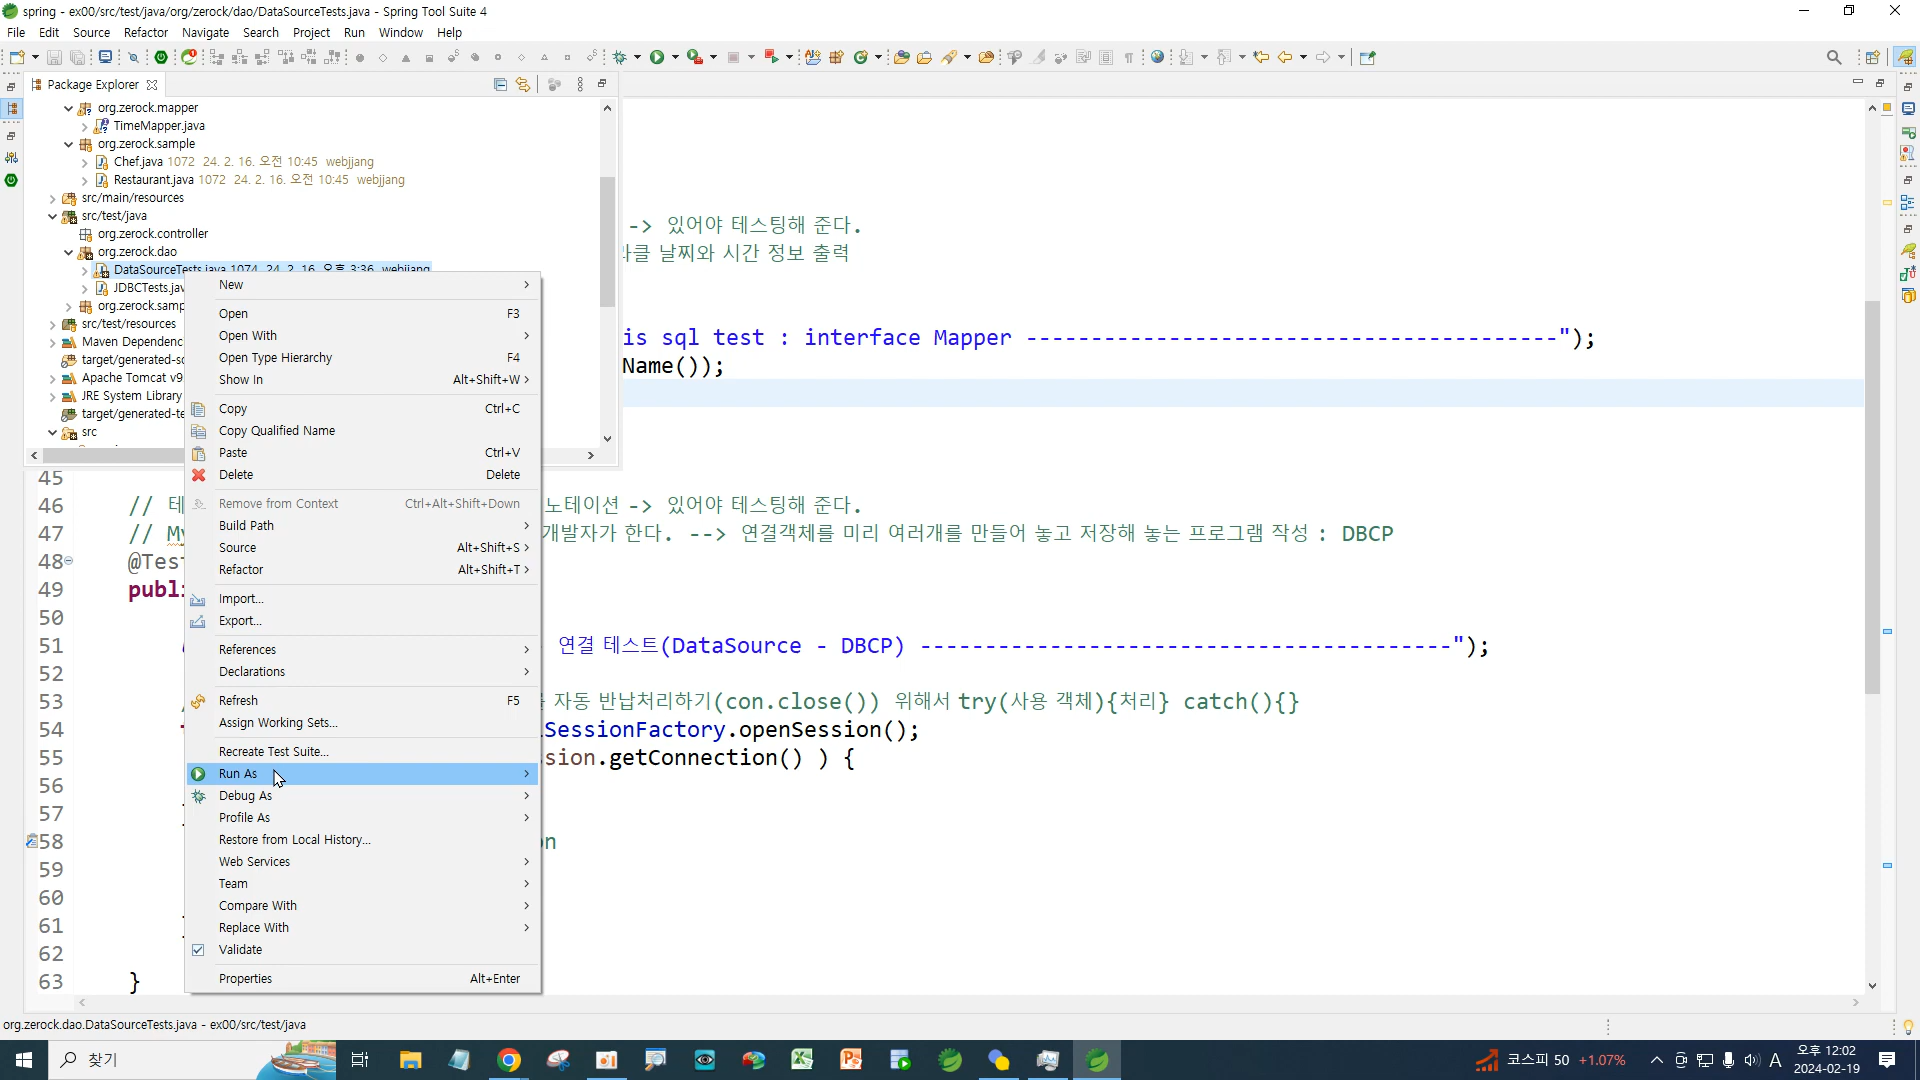 spring - ex00/src/test/java/org/zerock/dao/DataSourceTests.java - Spring Tool Suite 4
File Edit Source Refactor Navigate Search Project Run Window Help
Package Explorer
org.zerock.mapper
TimeMapper.java
org.zerock.sample
Chef.java 1072 24. 2. 16. 오전 10:45 webjjang
Restaurant.java 1072 24. 2. 16. 오전 10:45 webjjang
src/main/resources
src/test/java
org.zerock.controller
org.zerock.dao
DataSourceTests.java 1074 24. 2. 16. 오후 3:36 webjjang
JDBCTests.jav
org.zerock.samp
src/test/resources
Maven Dependenc
target/generated-so
Apache Tomcat v9
JRE System Library
target/generated-te
src
New
Open F3
Open With
Open Type Hierarchy F4
Show In Alt+Shift+W
Copy Ctrl+C
Copy Qualified Name
Paste Ctrl+V
Delete Delete
Remove from Context Ctrl+Alt+Shift+Down
Build Path
Source Alt+Shift+S
Refactor Alt+Shift+T
Import...
Export...
References
Declarations
Refresh F5
Assign Working Sets...
Recreate Test Suite...
Run As
Debug As
Profile As
Restore from Local History...
Web Services
Team
Compare With
Replace With
Validate
Properties Alt+Enter
-> 있어야 테스팅해 준다.
클 날짜와 시간 정보 출력
is sql test : interface Mapper -----------------------------------------");
Name());
45
46 // 테 노테이션 -> 있어야 테스팅해 준다.
47 // My 개발자가 한다. --> 연결객체를 미리 여러개를 만들어 놓고 저장해 놓는 프로그램 작성 : DBCP
48 @Test
49 publi
50
51 연결 테스트(DataSource - DBCP) -----------------------------------------");
52
53 자동 반납처리하기(con.close()) 위해서 try(사용 객체){처리} catch(){}
54 SessionFactory.openSession();
55 sion.getConnection() ) {
56
57
58 n
59
60
61
62
63 }
org.zerock.dao.DataSourceTests.java - ex00/src/test/java
찾기
코스피 50 +1.07%
A
오후 12:02
2024-02-19